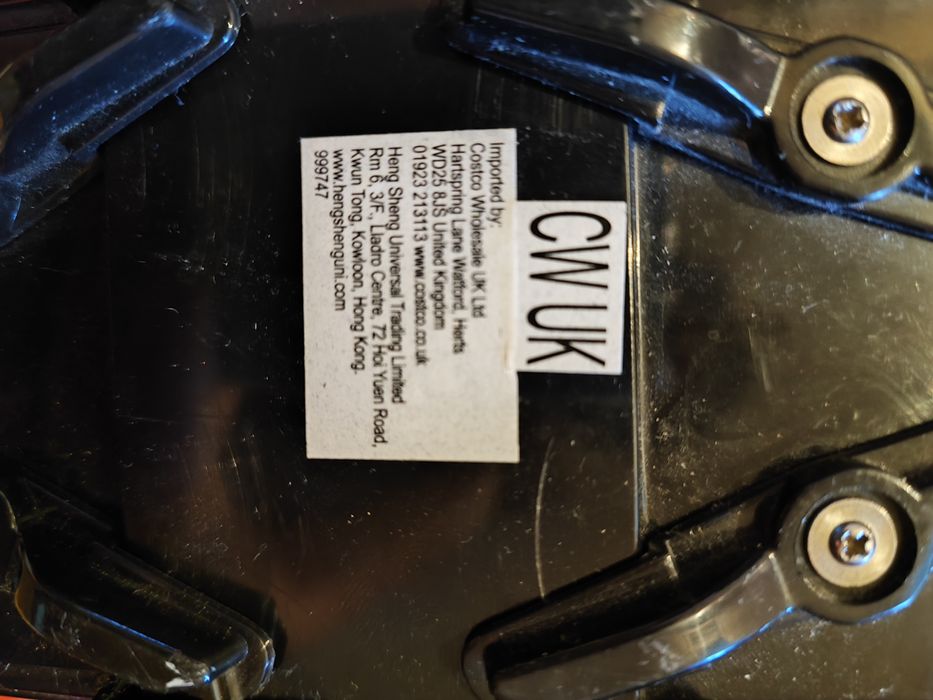 Imported by:
Costco Wholesale UK Ltd
Hartspring Lane Watford, Herts
WD25 8JS United Kingdom
01923 213113 www.costco.co.uk
Heng Sheng Universal Trading Limited
Rm 6, 3/F., Lladro Centre, 72 Hoi Yuen Road,
Kwun Tong, Kowloon, Hong Kong.
www.hengshenguni.com
999747
CW UK